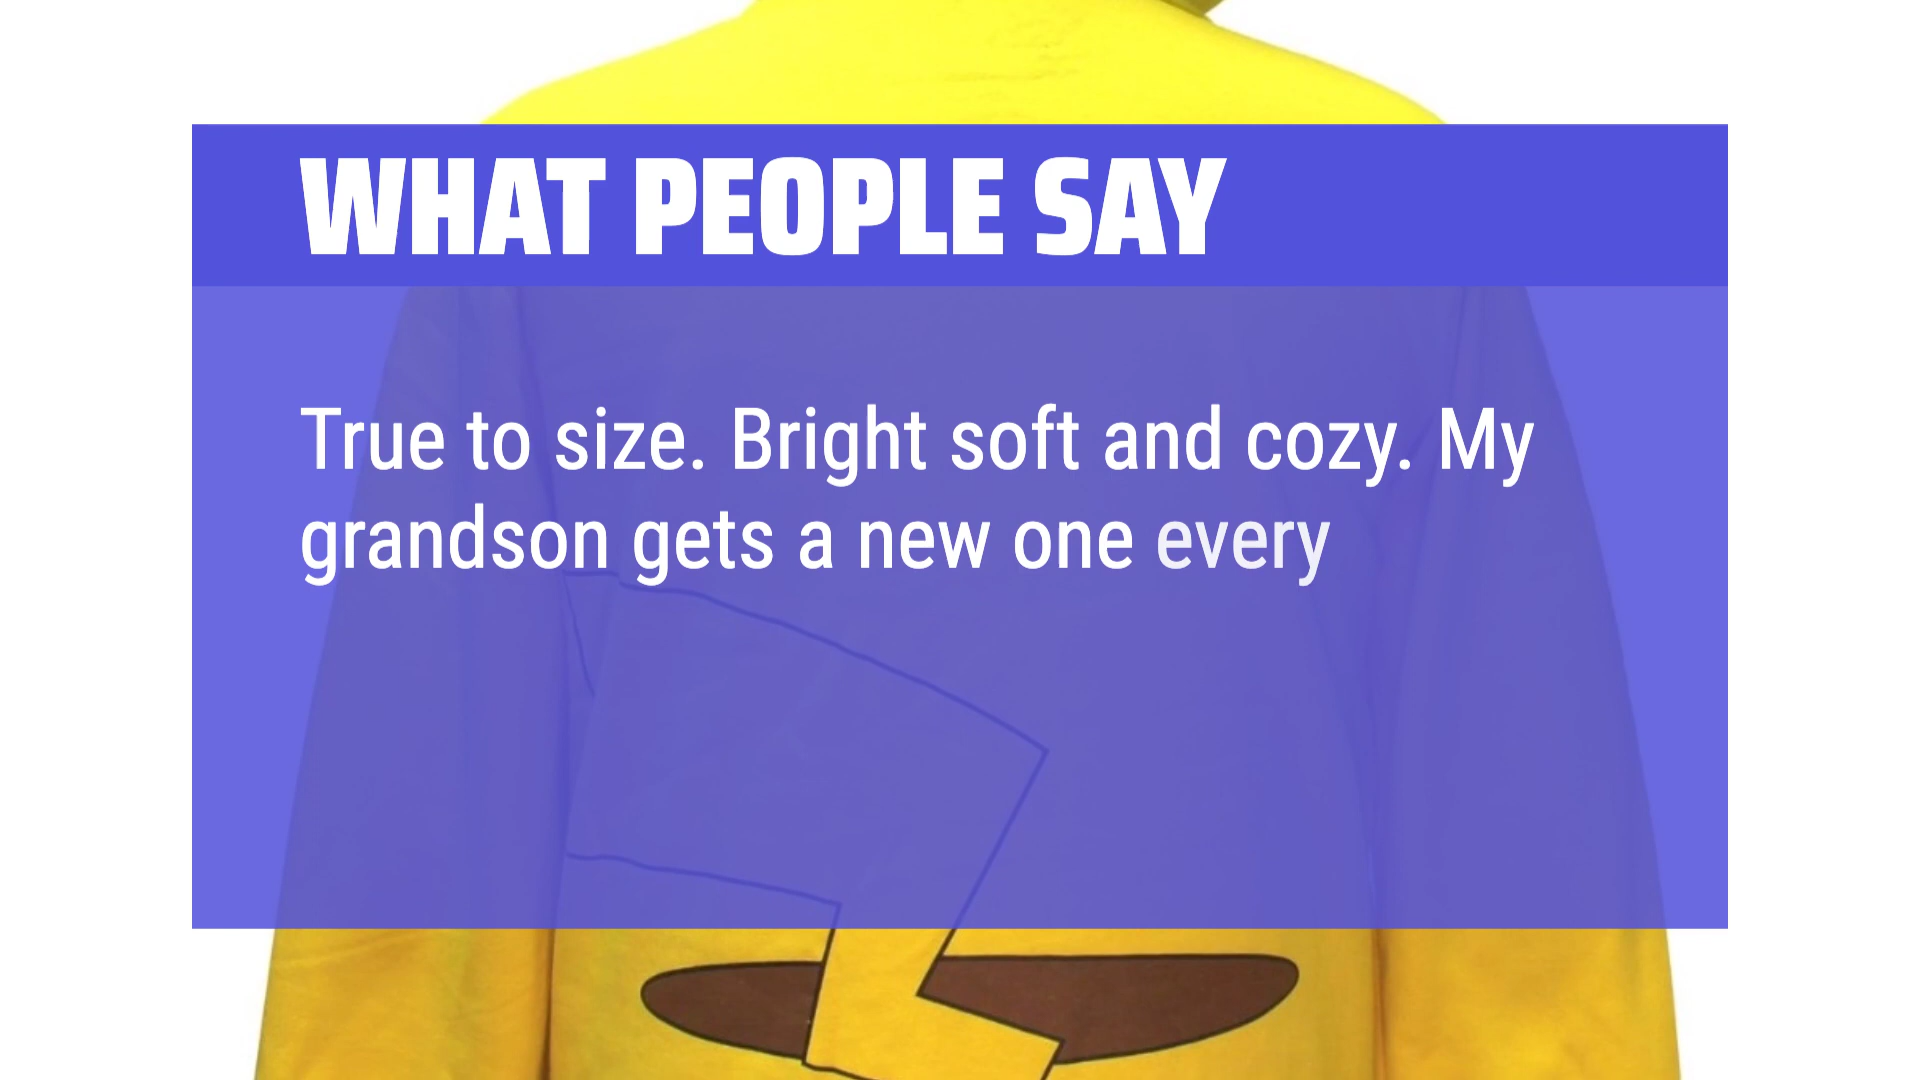 WHAT PEOPLE SAY
True to size. Bright soft and cozy. My
grandson gets a new one every